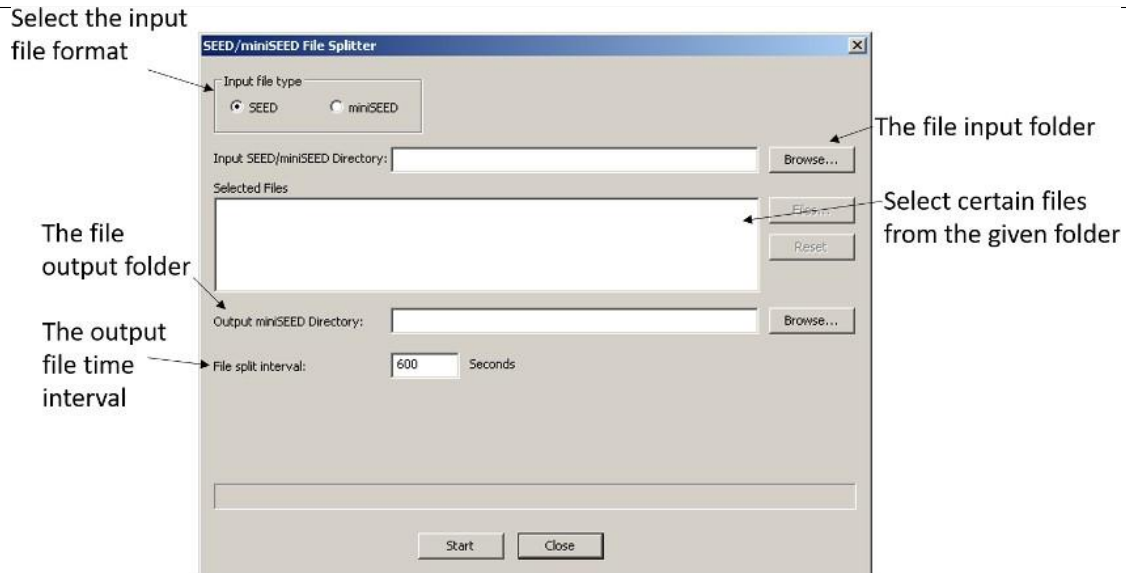 Select the input
file format
SEED/miniSEED File Splitter
Input file type
SEED
miniSEED
The file input folder
Input SEED/miniSEED Directory:
Browse...
Selected Files
Files...
Select certain files
from the given folder
Reset
The file
output folder
Output miniSEED Directory:
Browse...
The output
file time
interval
File split interval:
600
Seconds
Start
Close